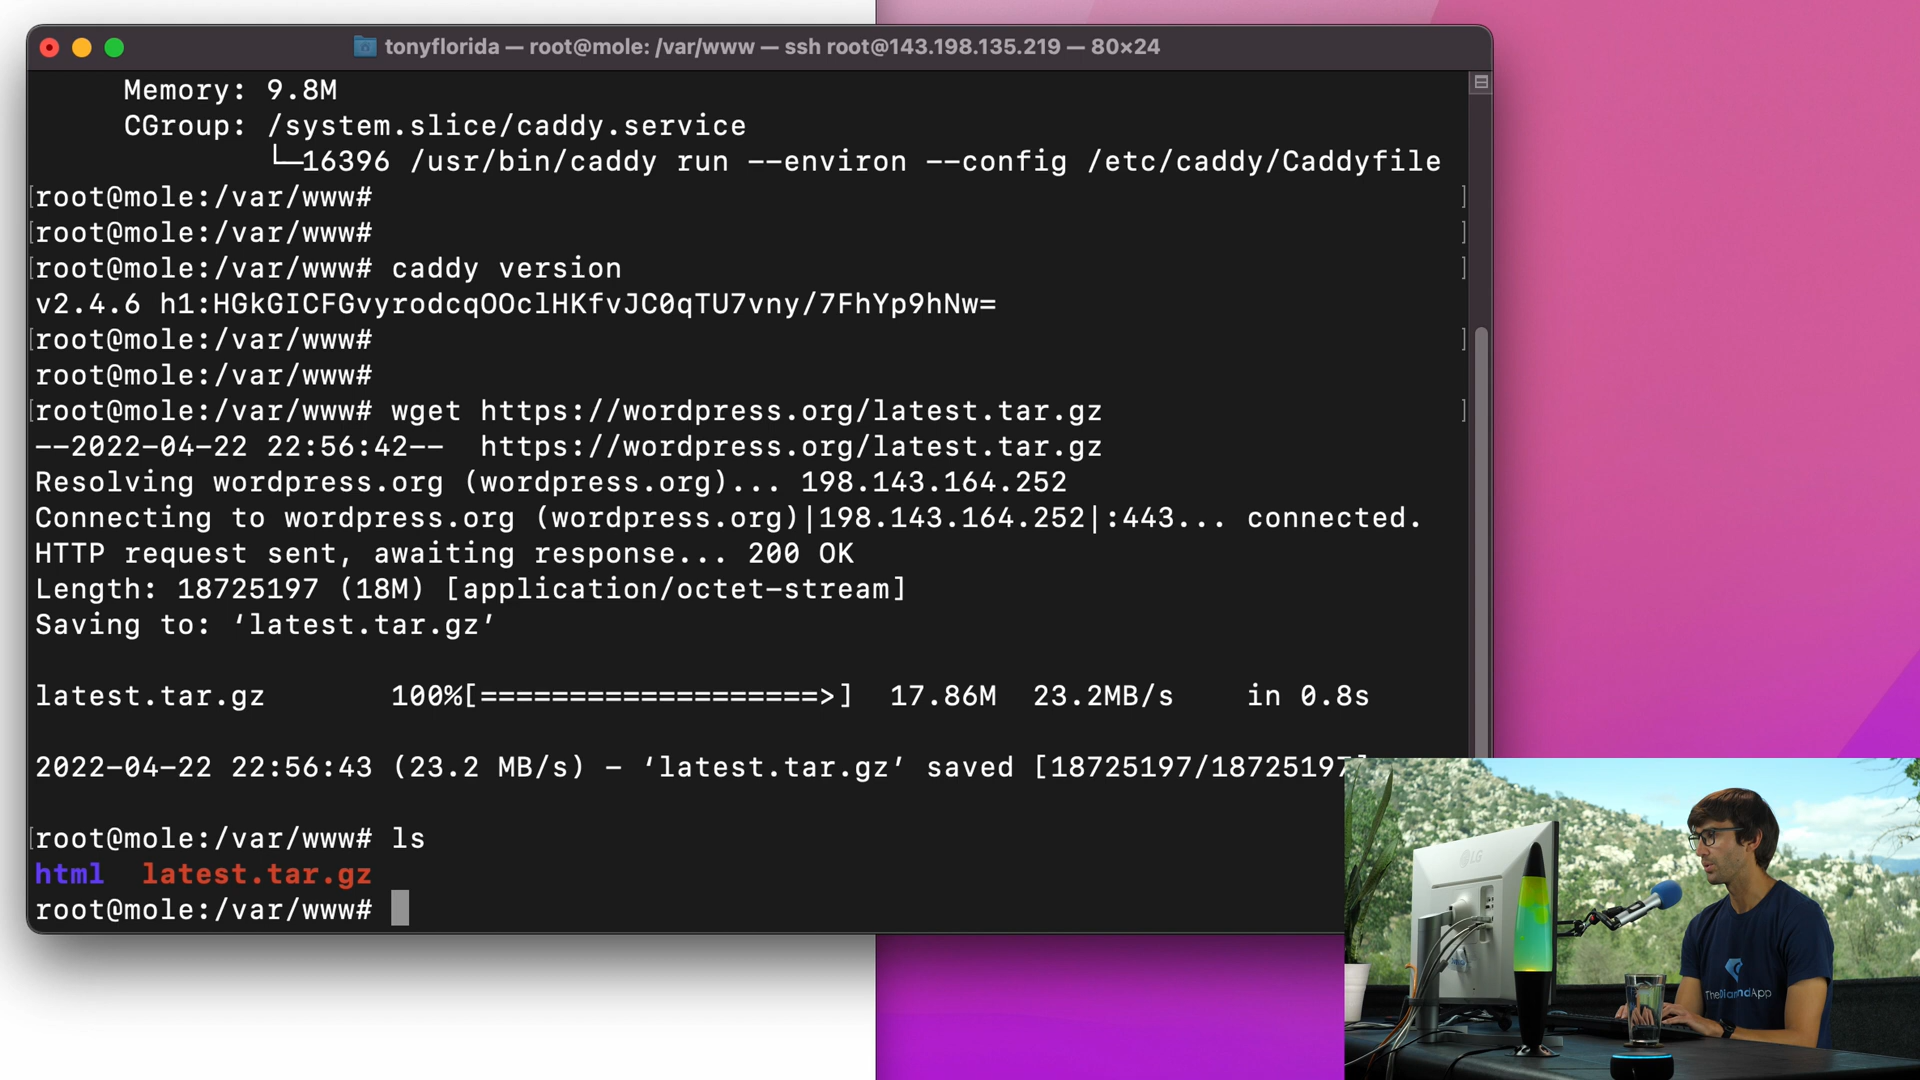 tonyflorida — root@mole: /var/www — ssh root@143.198.135.219 — 80×24
Memory: 9.8M
CGroup: /system.slice/caddy.service
└─16396 /usr/bin/caddy run --environ --config /etc/caddy/Caddyfile
[root@mole:/var/www# ]
[root@mole:/var/www# ]
[root@mole:/var/www# caddy version ]
v2.4.6 h1:HGkGICFGvyrodcqOOclHKfvJC0qTU7vny/7FhYp9hNw=
[root@mole:/var/www# ]
root@mole:/var/www#
[root@mole:/var/www# wget https://wordpress.org/latest.tar.gz ]
--2022-04-22 22:56:42--  https://wordpress.org/latest.tar.gz
Resolving wordpress.org (wordpress.org)... 198.143.164.252
Connecting to wordpress.org (wordpress.org)|198.143.164.252|:443... connected.
HTTP request sent, awaiting response... 200 OK
Length: 18725197 (18M) [application/octet-stream]
Saving to: ‘latest.tar.gz’
latest.tar.gz 100%[===================>] 17.86M 23.2MB/s in 0.8s
2022-04-22 22:56:43 (23.2 MB/s) - ‘latest.tar.gz’ saved [18725197/18725197]
[root@mole:/var/www# ls
html latest.tar.gz
root@mole:/var/www#
LG
TheDiamondApp